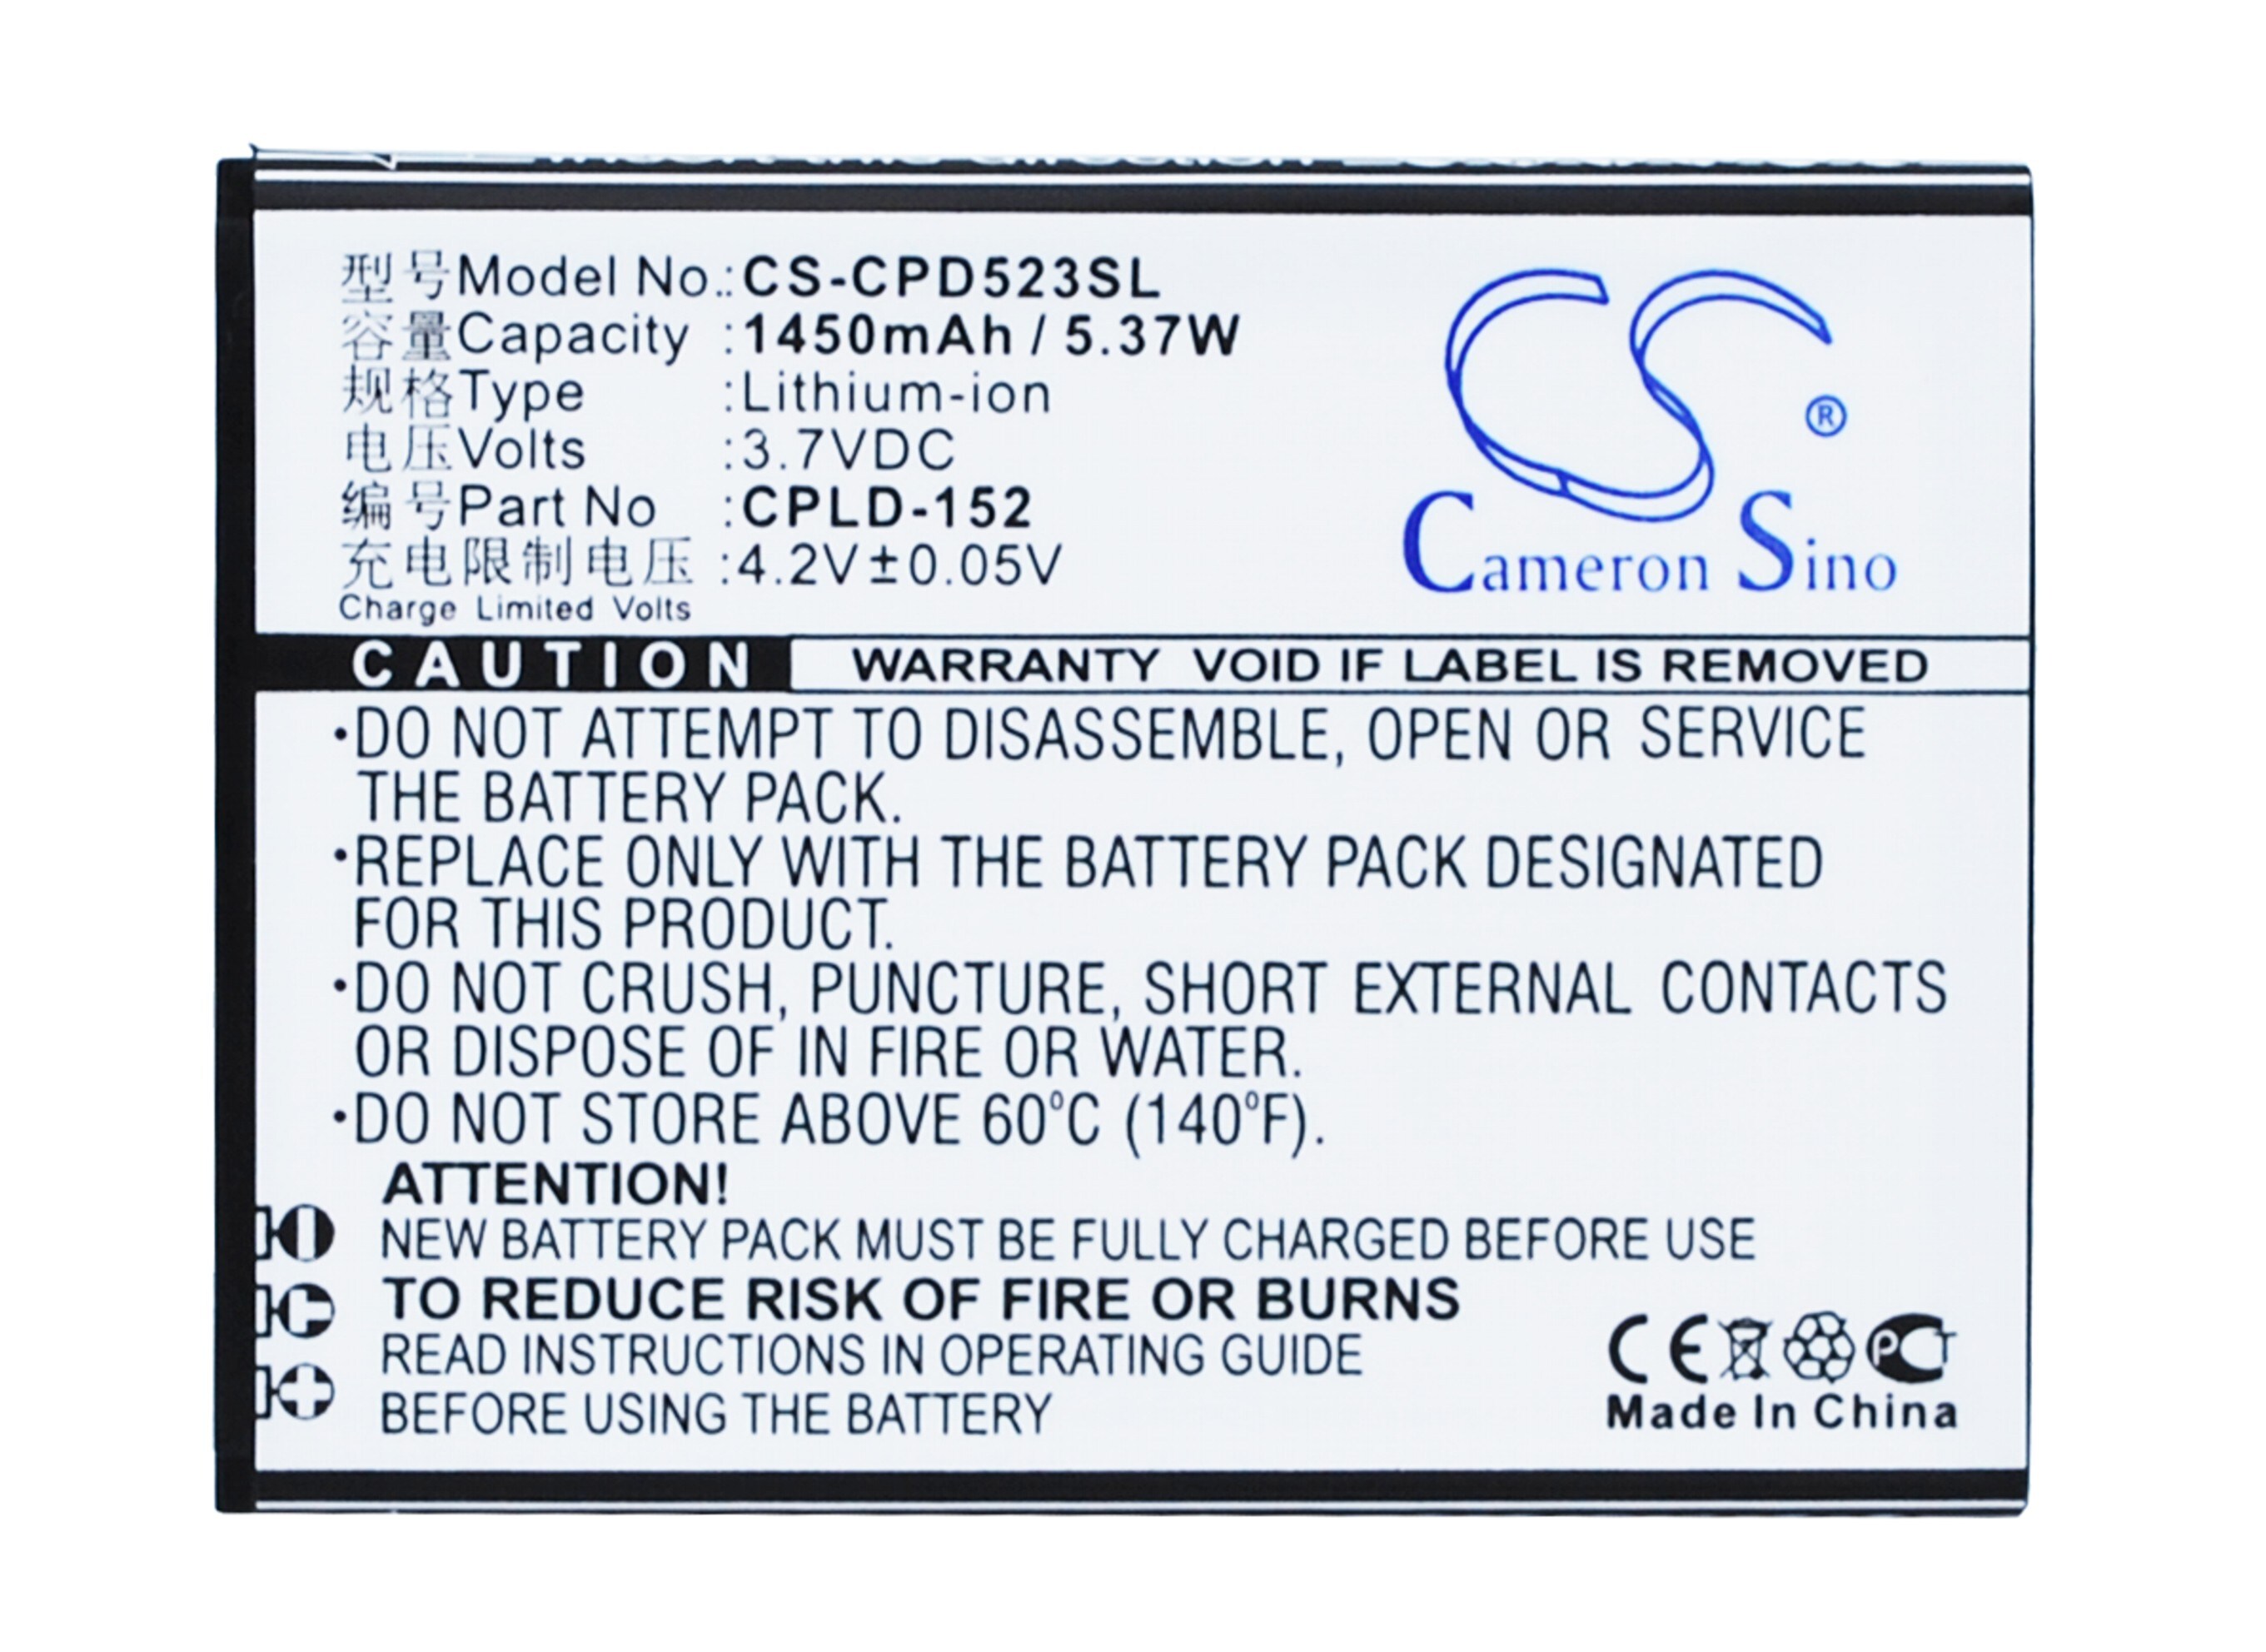 型号Model No.:CS-CPD523SL
容量Capacity :1450mAh / 5.37W
规格Type :Lithium-ion
电压Volts :3.7VDC
编号Part No :CPLD-152
充电限制电压 :4.2V±0.05V
Charge Limited Volts
CS®
Cameron Sino
CAUTION WARRANTY VOID IF LABEL IS REMOVED
·DO NOT ATTEMPT TO DISASSEMBLE, OPEN OR SERVICE
THE BATTERY PACK.
·REPLACE ONLY WITH THE BATTERY PACK DESIGNATED
FOR THIS PRODUCT.
·DO NOT CRUSH, PUNCTURE, SHORT EXTERNAL CONTACTS
OR DISPOSE OF IN FIRE OR WATER.
·DO NOT STORE ABOVE 60°C (140°F).
ATTENTION!
NEW BATTERY PACK MUST BE FULLY CHARGED BEFORE USE
TO REDUCE RISK OF FIRE OR BURNS
READ INSTRUCTIONS IN OPERATING GUIDE
BEFORE USING THE BATTERY
CE PCT
Made In China